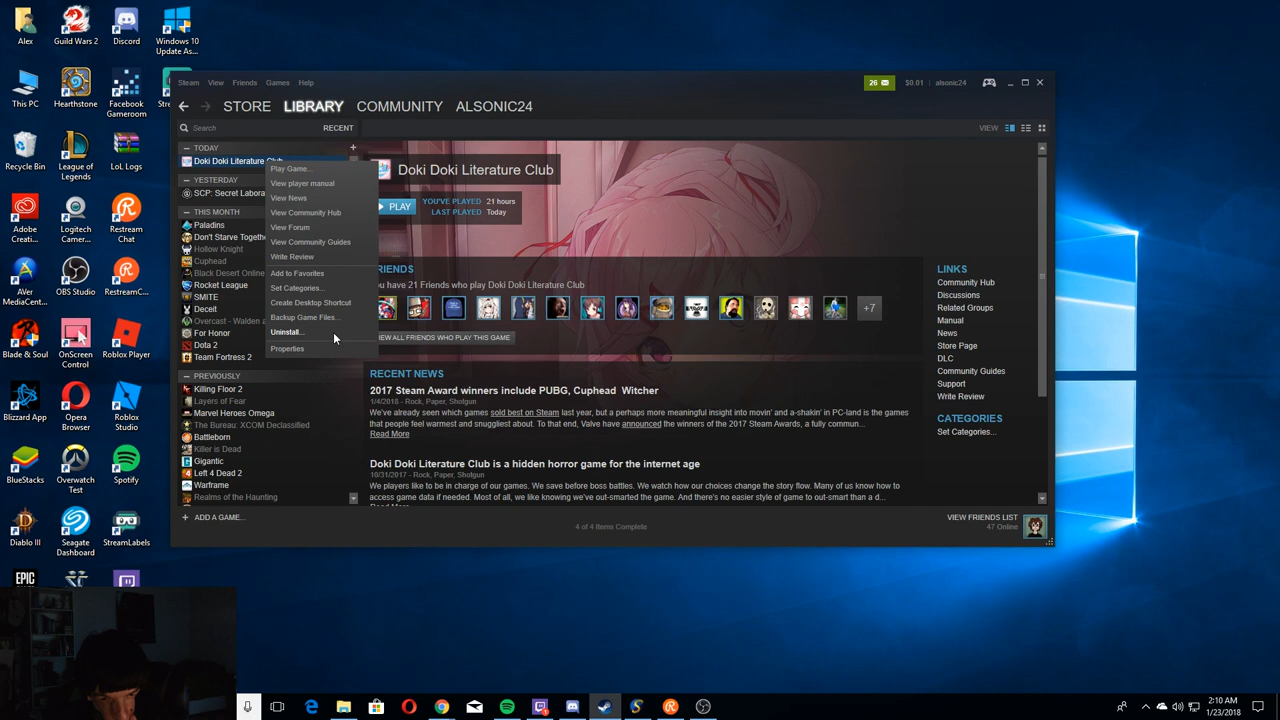 Alex
Guild Wars 2
Discord
Windows 10
Update As...
This PC
Hearthstone
Facebook
Gameroom
Recycle Bin
League of
Legends
LoL Logs
Adobe
Creati...
Logitech
Camer...
Restream
Chat
AVer
MediaCent...
OBS Studio
RestreamC...
Blade & Soul
OnScreen
Control
Roblox Player
Blizzard App
Opera
Browser
Roblox
Studio
BlueStacks
Overwatch
Test
Spotify
Diablo III
Seagate
Dashboard
StreamLabels
EPIC
Steam View Friends Games Help
26
$0.01 alsonic24
STORE LIBRARY COMMUNITY ALSONIC24
Search RECENT
VIEW
TODAY
Doki Doki Literature Club
YESTERDAY
SCP: Secret Labora
THIS MONTH
Paladins
Don't Starve Togeth
Hollow Knight
Cuphead
Black Desert Online
Rocket League
SMITE
Deceit
Overcast - Walden a
For Honor
Dota 2
Team Fortress 2
PREVIOUSLY
Killing Floor 2
Layers of Fear
Marvel Heroes Omega
The Bureau: XCOM Declassified
Battleborn
Killer is Dead
Gigantic
Left 4 Dead 2
Warframe
Realms of the Haunting
Play Game...
View player manual
View News
View Community Hub
View Forum
View Community Guides
Write Review
Add to Favorites
Set Categories...
Create Desktop Shortcut
Backup Game Files...
Uninstall...
Properties
Doki Doki Literature Club
PLAY
YOU'VE PLAYED 21 hours
LAST PLAYED Today
FRIENDS
ou have 21 Friends who play Doki Doki Literature Club
+7
IEW ALL FRIENDS WHO PLAY THIS GAME
RECENT NEWS
2017 Steam Award winners include PUBG, Cuphead Witcher
1/4/2018 - Rock, Paper, Shotgun
We've already seen which games sold best on Steam last year, but a perhaps more meaningful insight into movin' and a-shakin' in PC-land is the games
that people feel warmest and snuggliest about. To that end, Valve have announced the winners of the 2017 Steam Awards, a fully commun...
Read More
Doki Doki Literature Club is a hidden horror game for the internet age
10/31/2017 - Rock, Paper, Shotgun
We players like to be in charge of our games. We save before boss battles. We watch how our choices change the story flow. Many of us know how to
access game data if needed. Most of all, we like knowing we've out-smarted the game. And there's no easier style of game to out-smart than a d...
Read More
LINKS
Community Hub
Discussions
Related Groups
Manual
News
Store Page
DLC
Community Guides
Support
Write Review
CATEGORIES
Set Categories...
ADD A GAME...
4 of 4 Items Complete
VIEW FRIENDS LIST
47 Online
2:10 AM
1/23/2018